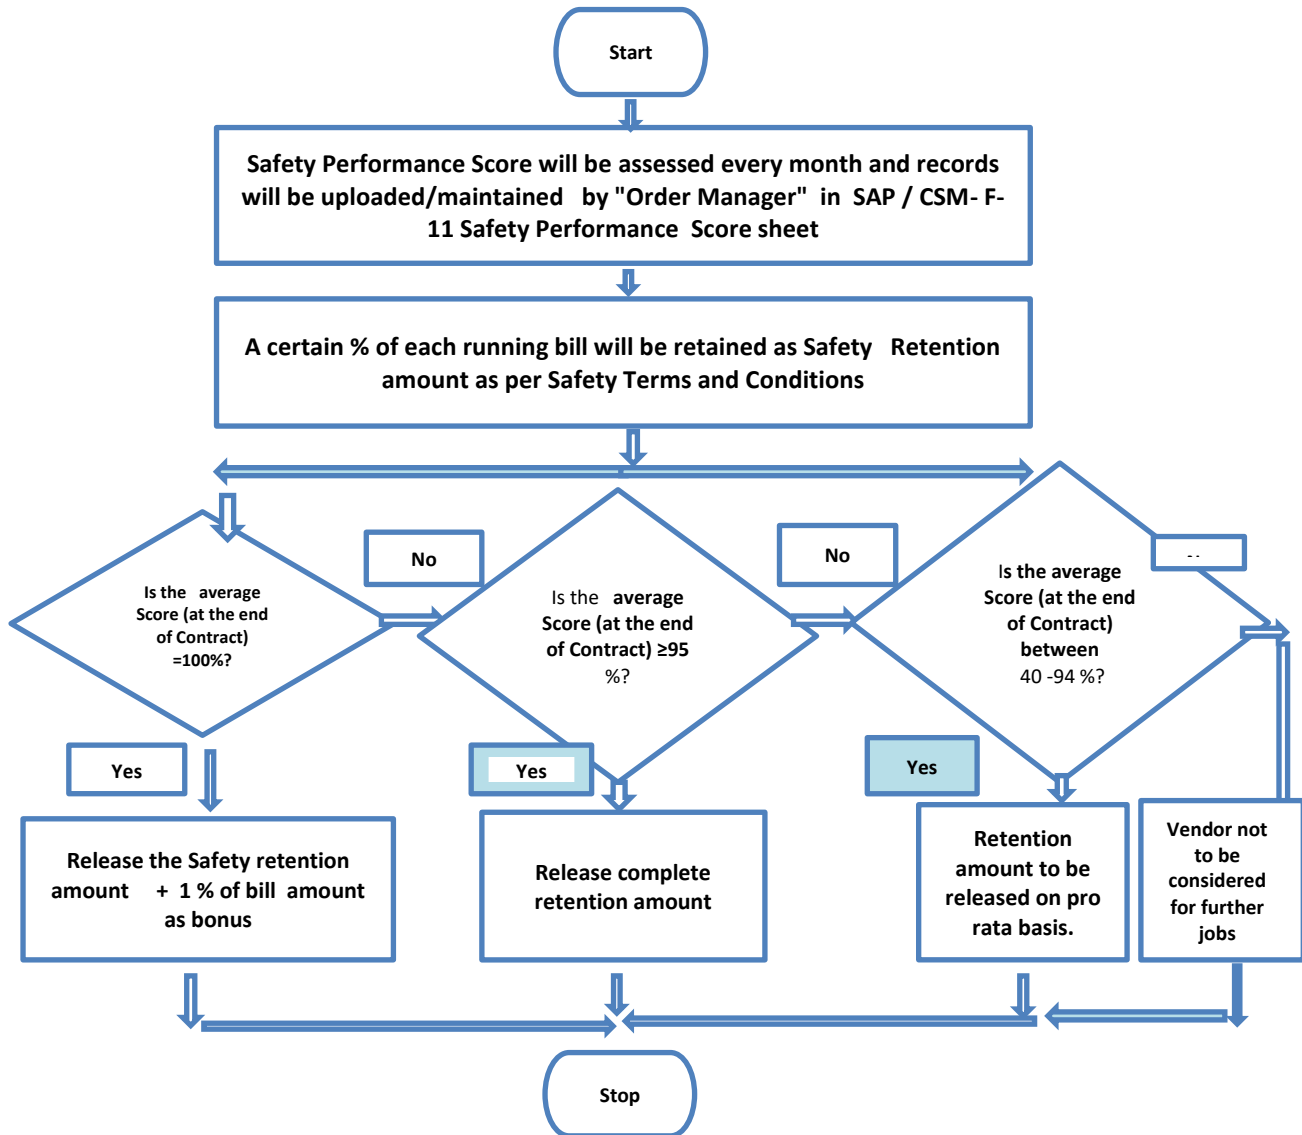 Start
Safety Performance Score will be assessed every month and records
will be uploaded/maintained by "Order Manager" in SAP / CSM- F-
11 Safety Performance Score sheet
A certain % of each running bill will be retained as Safety Retention
amount as per Safety Terms and Conditions
Is the average
Score (at the end
of Contract)
=100%?
No
Is the average
Score (at the end
of Contract) ≥95
%?
No
Is the average
Score (at the end
of Contract)
between
40 -94 %?
Yes
Yes
Yes
Release the Safety retention
amount + 1 % of bill amount
as bonus
Release complete
retention amount
Retention
amount to be
released on pro
rata basis.
Vendor not
to be
considered
for further
jobs
Stop